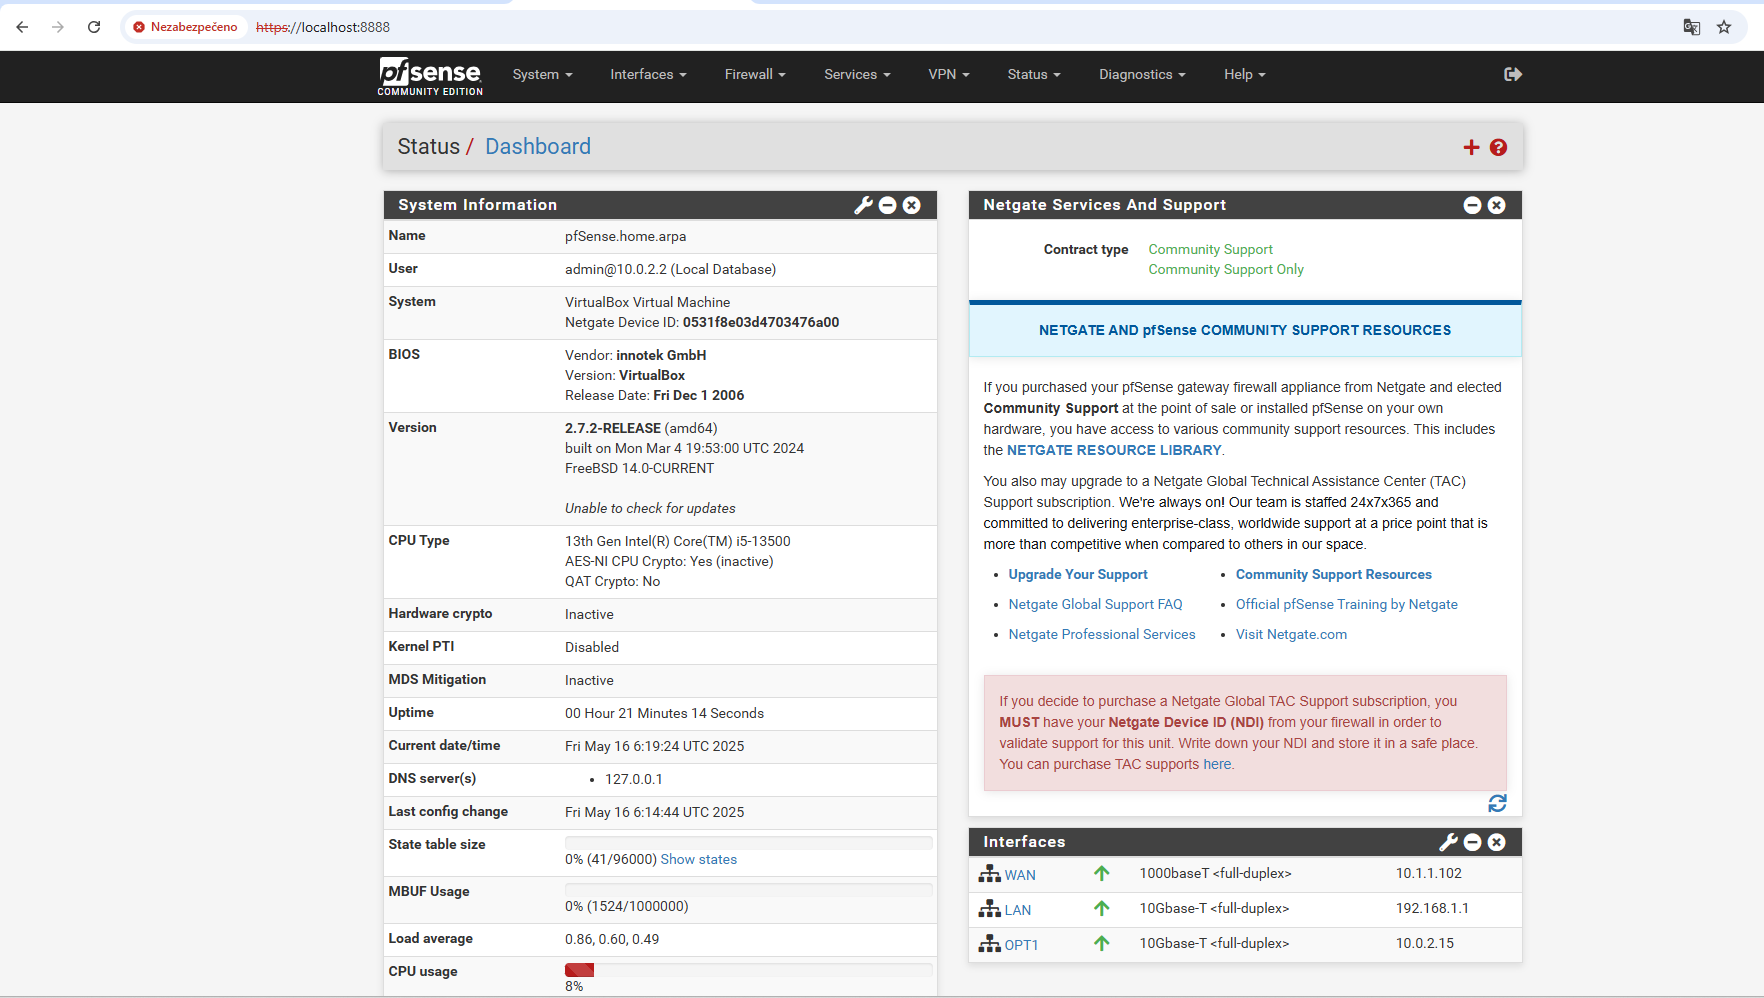 Nezabezpečeno https://localhost:8888
pfsense COMMUNITY EDITION System Interfaces Firewall Services VPN Status Diagnostics Help
Status / Dashboard
System Information
Name pfSense.home.arpa
User admin@10.0.2.2 (Local Database)
System VirtualBox Virtual Machine
Netgate Device ID: 0531f8e03d4703476a00
BIOS Vendor: innotek GmbH
Version: VirtualBox
Release Date: Fri Dec 1 2006
Version 2.7.2-RELEASE (amd64)
built on Mon Mar 4 19:53:00 UTC 2024
FreeBSD 14.0-CURRENT
Unable to check for updates
CPU Type 13th Gen Intel(R) Core(TM) i5-13500
AES-NI CPU Crypto: Yes (inactive)
QAT Crypto: No
Hardware crypto Inactive
Kernel PTI Disabled
MDS Mitigation Inactive
Uptime 00 Hour 21 Minutes 14 Seconds
Current date/time Fri May 16 6:19:24 UTC 2025
DNS server(s) • 127.0.0.1
Last config change Fri May 16 6:14:44 UTC 2025
State table size 0% (41/96000) Show states
MBUF Usage 0% (1524/1000000)
Load average 0.86, 0.60, 0.49
CPU usage 8%
Netgate Services And Support
Contract type Community Support
Community Support Only
NETGATE AND pfSense COMMUNITY SUPPORT RESOURCES
If you purchased your pfSense gateway firewall appliance from Netgate and elected
Community Support at the point of sale or installed pfSense on your own
hardware, you have access to various community support resources. This includes
the NETGATE RESOURCE LIBRARY.
You also may upgrade to a Netgate Global Technical Assistance Center (TAC)
Support subscription. We're always on! Our team is staffed 24x7x365 and
committed to delivering enterprise-class, worldwide support at a price point that is
more than competitive when compared to others in our space.
• Upgrade Your Support • Community Support Resources
• Netgate Global Support FAQ • Official pfSense Training by Netgate
• Netgate Professional Services • Visit Netgate.com
If you decide to purchase a Netgate Global TAC Support subscription, you
MUST have your Netgate Device ID (NDI) from your firewall in order to
validate support for this unit. Write down your NDI and store it in a safe place.
You can purchase TAC supports here.
Interfaces
WAN 1000baseT <full-duplex> 10.1.1.102
LAN 10Gbase-T <full-duplex> 192.168.1.1
OPT1 10Gbase-T <full-duplex> 10.0.2.15